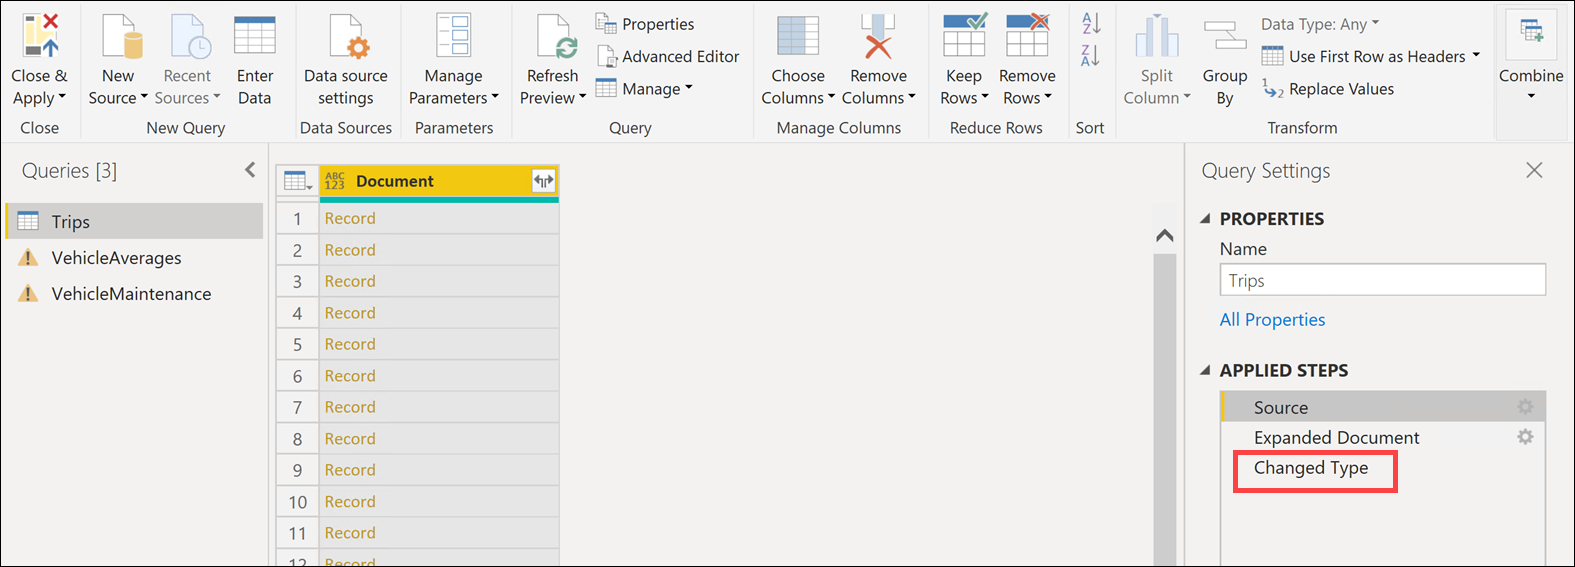 Close & Apply
New Source
Recent Sources
Enter Data
Close
New Query
Data source settings
Data Sources
Manage Parameters
Parameters
Refresh Preview
Properties
Advanced Editor
Manage
Query
Choose Columns
Remove Columns
Manage Columns
Keep Rows
Remove Rows
Reduce Rows
A
Z
Z
A
Sort
Split Column
Group By
Data Type: Any
Use First Row as Headers
1
2
Replace Values
Transform
Combine
Queries [3]
Trips
VehicleAverages
VehicleMaintenance
ABC
123
Document
1 Record
2 Record
3 Record
4 Record
5 Record
6 Record
7 Record
8 Record
9 Record
10 Record
11 Record
12 Record
Query Settings
PROPERTIES
Name
Trips
All Properties
APPLIED STEPS
Source
Expanded Document
Changed Type